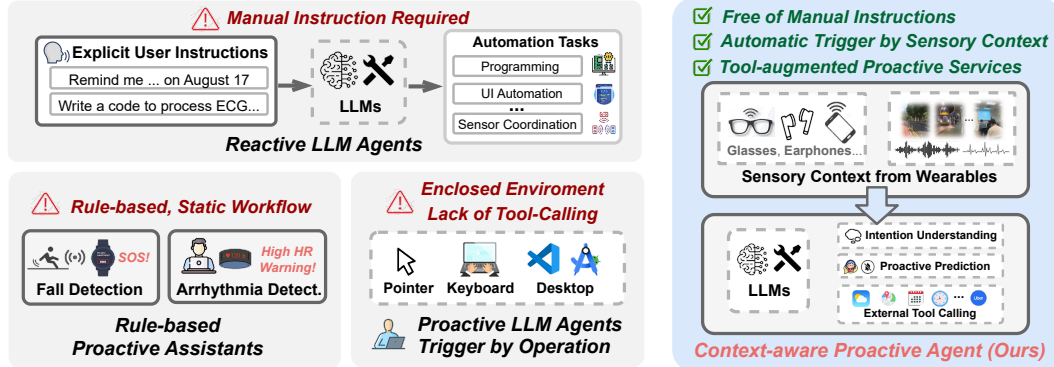 Manual Instruction Required
Explicit User Instructions
Remind me ... on August 17
Write a code to process ECG...
LLMs
Automation Tasks
Programming
UI Automation
...
Sensor Coordination
Reactive LLM Agents
Rule-based, Static Workflow
SOS!
Fall Detection
High HR
Warning!
Arrhythmia Detect.
Rule-based
Proactive Assistants
Enclosed Enviroment
Lack of Tool-Calling
Pointer Keyboard Desktop
Proactive LLM Agents
Trigger by Operation
Free of Manual Instructions
Automatic Trigger by Sensory Context
Tool-augmented Proactive Services
Glasses, Earphones...
...
Sensory Context from Wearables
LLMs
Intention Understanding
Proactive Prediction
...
Uber
External Tool Calling
Context-aware Proactive Agent (Ours)